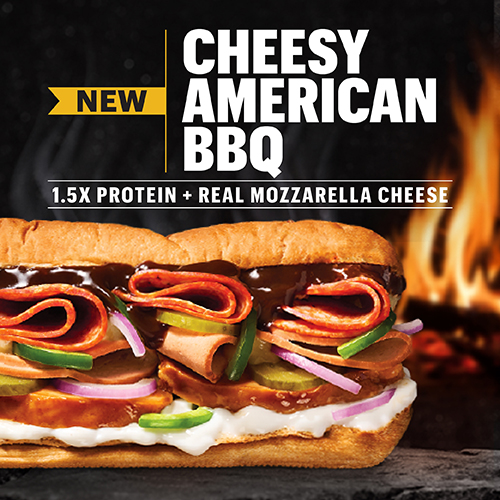 NEW
CHEESY
AMERICAN
BBQ
1.5X PROTEIN + REAL MOZZARELLA CHEESE